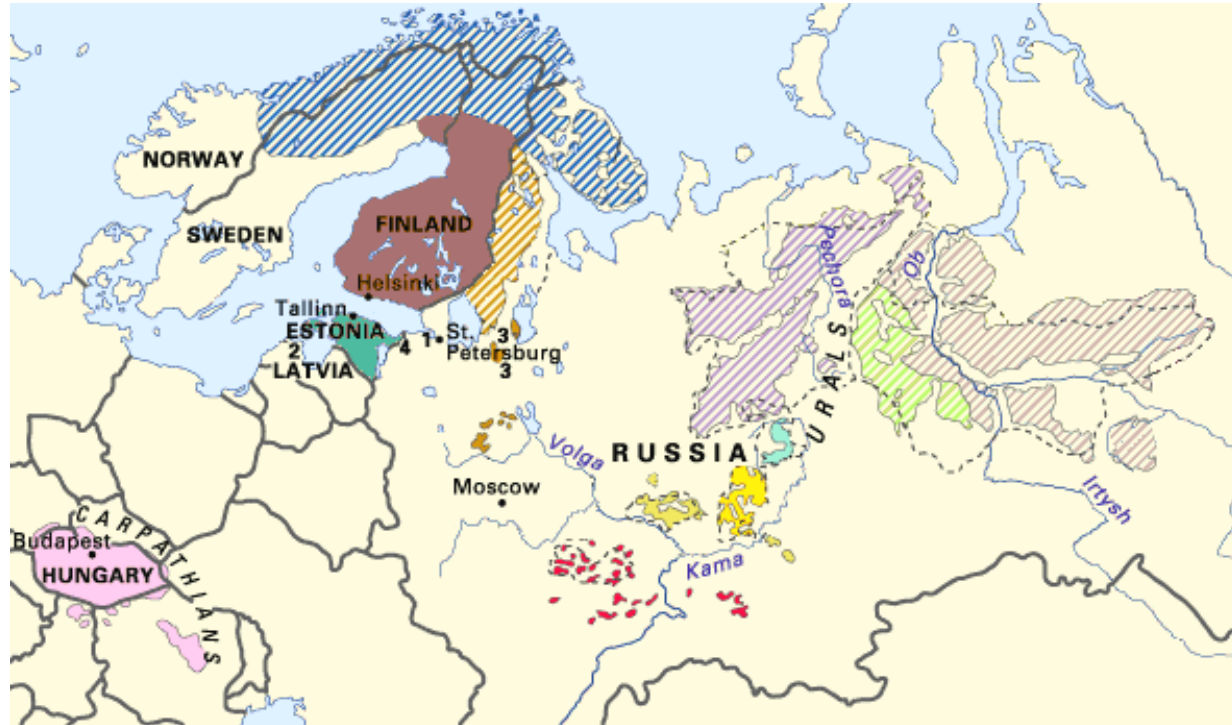 NORWAY
SWEDEN
FINLAND
Helsinki
Tallinn
ESTONIA
4
1
St.
Petersburg
3
3
2
LATVIA
Pechora
Ob
URALS
RUSSIA
Volga
Moscow
Irtysh
Kama
CARPATHIANS
Budapest
HUNGARY